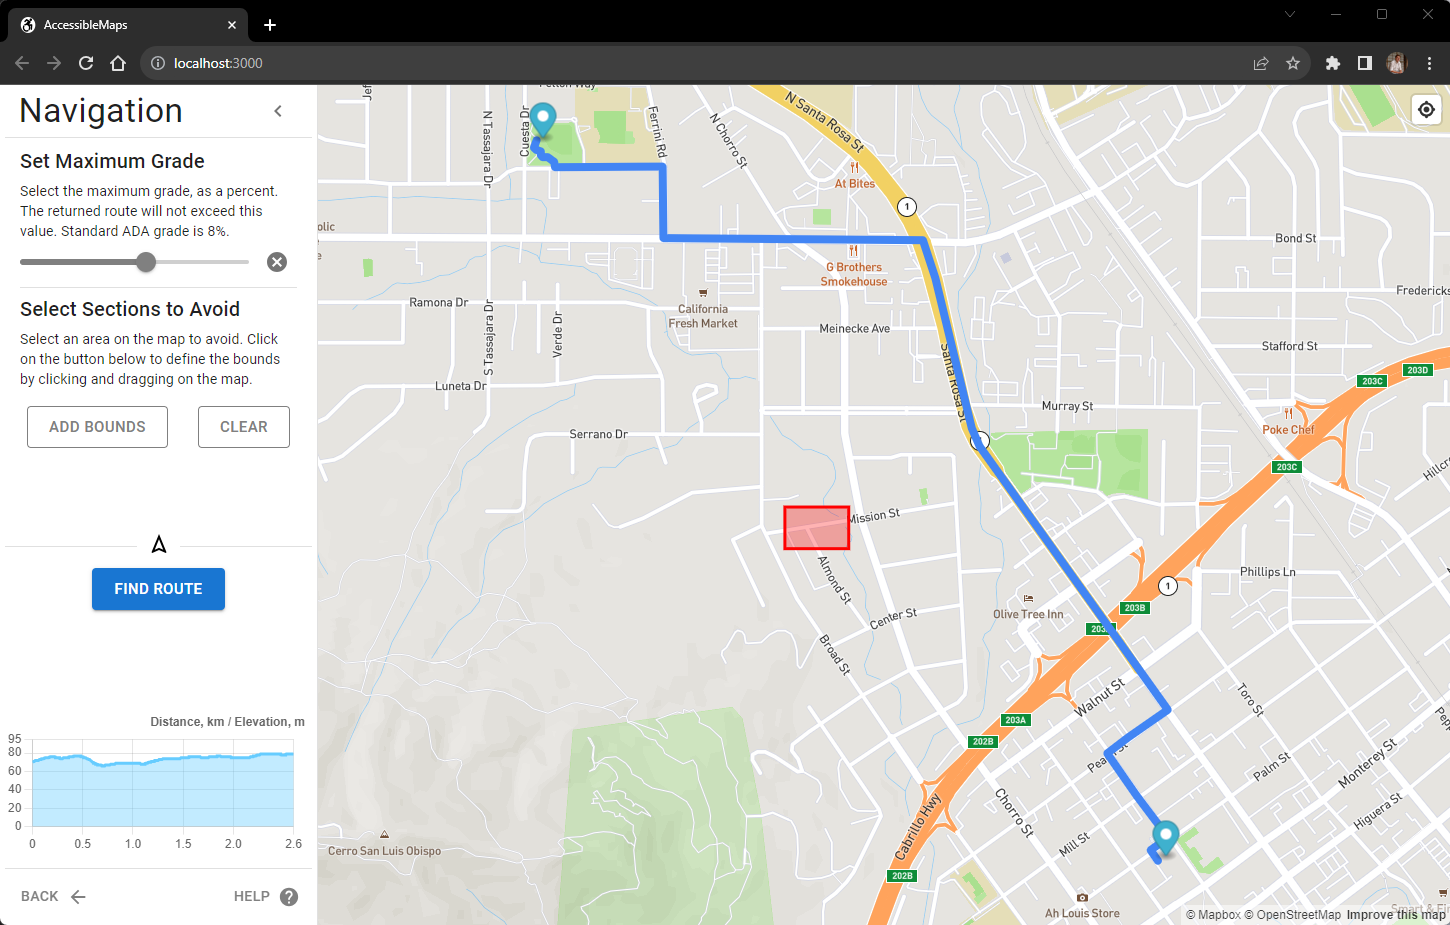 AccessibleMaps
localhost:3000
Navigation
Set Maximum Grade
Select the maximum grade, as a percent.
The returned route will not exceed this
value. Standard ADA grade is 8%.
Select Sections to Avoid
Select an area on the map to avoid. Click
on the button below to define the bounds
by clicking and dragging on the map.
ADD BOUNDS
CLEAR
FIND ROUTE
Distance, km / Elevation, m
95
80
60
40
20
0
0 0.5 1.0 1.5 2.0 2.6
BACK
HELP
N Tassajara Dr
Cuesta Dr
Ferrini Rd
N Chorro St
N Santa Rosa St
At Bites
1
Bond St
G Brothers
Smokehouse
Ramona Dr
California
Fresh Market
Fredericks
S Tassajara Dr
Verde Dr
Meinecke Ave
Stafford St
Santa Rosa St
203D
203C
Luneta Dr
Murray St
Poke Chef
Serrano Dr
203C
Hillcr
Mission St
Almond St
Phillips Ln
1
203B
Olive Tree Inn
Center St
Broad St
Walnut St
Toro St
203A
202B
Palm St
Monterey St
Higuera St
Chorro St
Mill St
Cabrillo Hwy
Cerro San Luis Obispo
202B
Ah Louis Store
© Mapbox © OpenStreetMap Improve this map